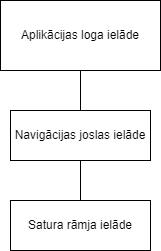 Aplikācijas loga ielāde
Navigācijas joslas ielāde
Satura rāmja ielāde